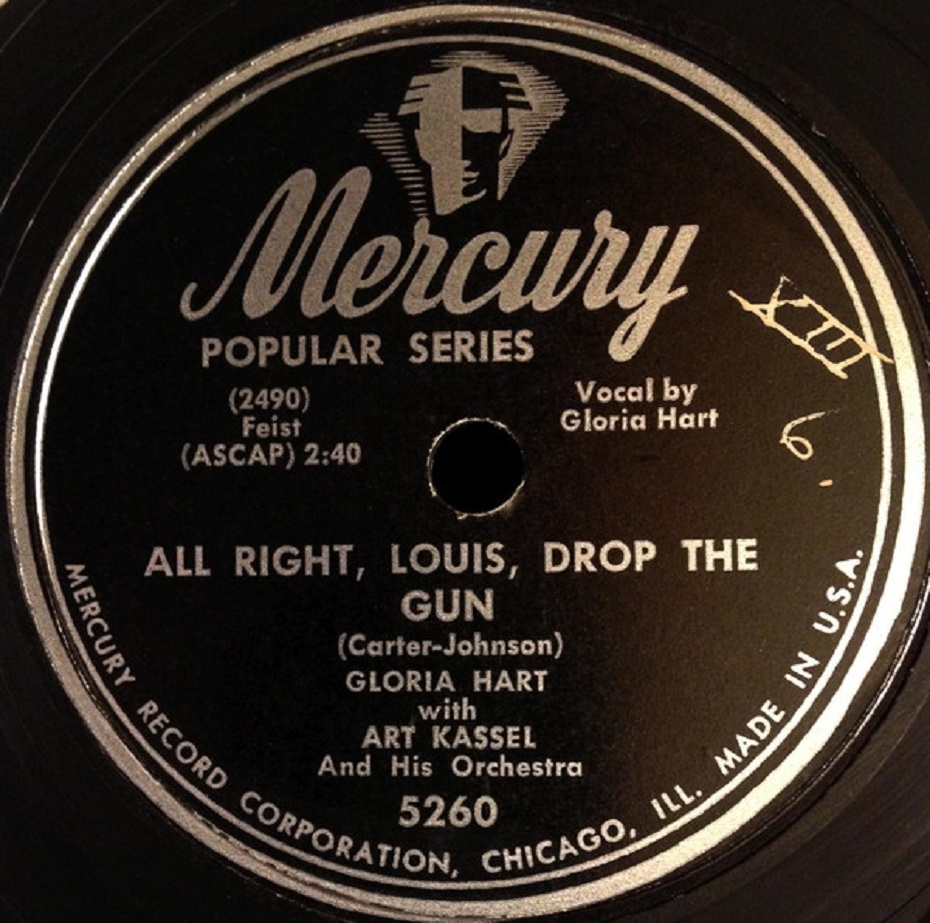 Mercury
POPULAR SERIES
(2490)
Feist
(ASCAP) 2:40
Vocal by
Gloria Hart
XIII
6.
ALL RIGHT, LOUIS, DROP THE
GUN
(Carter-Johnson)
GLORIA HART
with
ART KASSEL
And His Orchestra
5260
MERCURY RECORD CORPORATION, CHICAGO, ILL. MADE IN U.S.A.